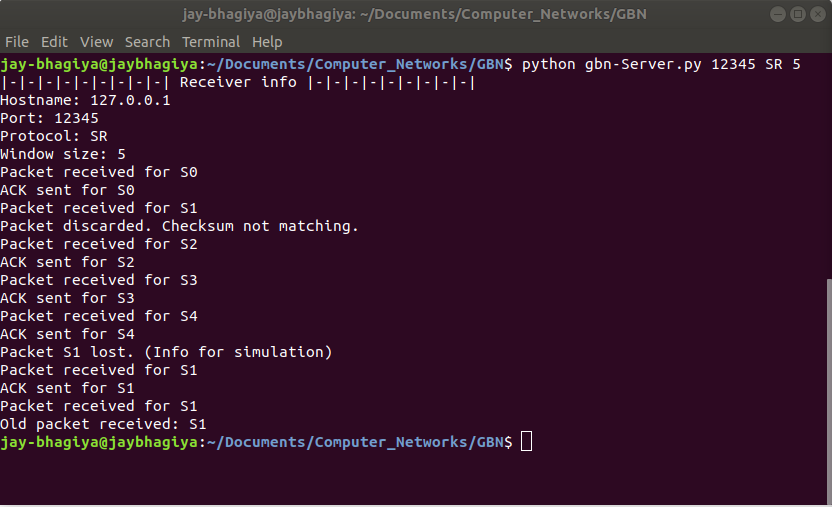 jay-bhagiya@jaybhagiya: ~/Documents/Computer_Networks/GBN
File Edit View Search Terminal Help
jay-bhagiya@jaybhagiya:~/Documents/Computer_Networks/GBN$ python gbn-Server.py 12345 SR 5
|-|-|-|-|-|-|-|-|-| Receiver info |-|-|-|-|-|-|-|-|-|
Hostname: 127.0.0.1
Port: 12345
Protocol: SR
Window size: 5
Packet received for S0
ACK sent for S0
Packet received for S1
Packet discarded. Checksum not matching.
Packet received for S2
ACK sent for S2
Packet received for S3
ACK sent for S3
Packet received for S4
ACK sent for S4
Packet S1 lost. (Info for simulation)
Packet received for S1
ACK sent for S1
Packet received for S1
Old packet received: S1
jay-bhagiya@jaybhagiya:~/Documents/Computer_Networks/GBN$